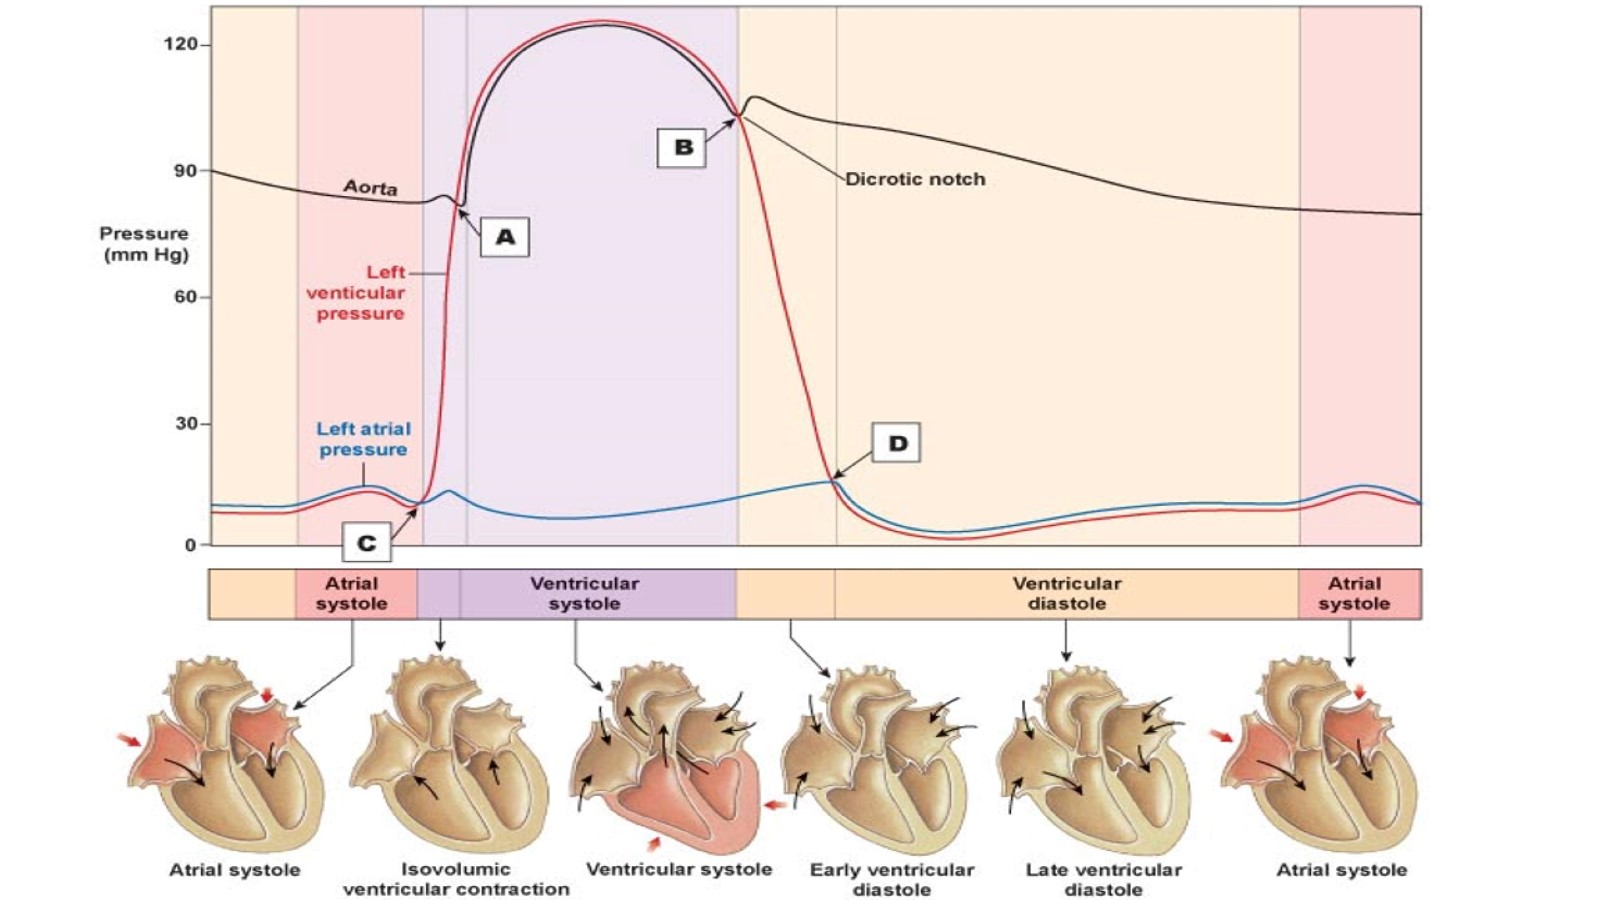 120
90
60
30
0
Pressure
(mm Hg)
Aorta
Left
venticular
pressure
Left atrial
pressure
A
B
C
D
Dicrotic notch
Atrial
systole
Ventricular
systole
Ventricular
diastole
Atrial
systole
Atrial systole
Isovolumic
ventricular contraction
Ventricular systole
Early ventricular
diastole
Late ventricular
diastole
Atrial systole